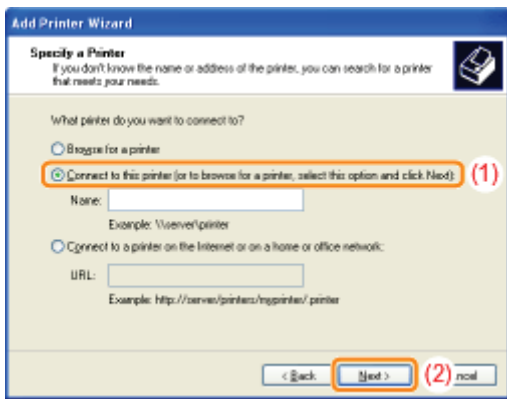 Add Printer Wizard
Specify a Printer
If you don't know the name or address of the printer, you can search for a printer
that meets your needs.
What printer do you want to connect to?
Browse for a printer
Connect to this printer (or to browse for a printer, select this option and click Next):
(1)
Name:
Example: \\server\printer
Connect to a printer on the Internet or on a home or office network:
URL:
Example: http://server/printers/myprinter/.printer
< Back
Next >
(2)
ncel